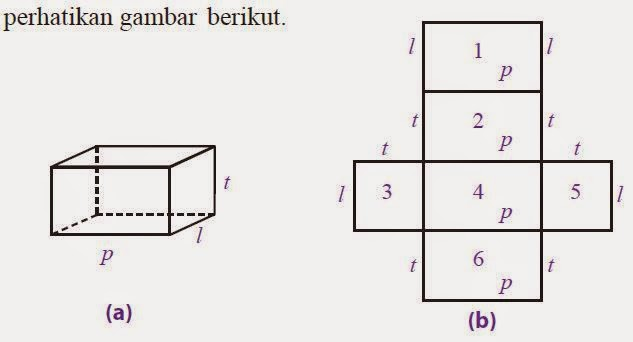 perhatikan gambar berikut.
l 1 l
p
t 2 t
p
t t
l 3 4 5 l
p
t 6 t
p
t
l
p
(a)
(b)